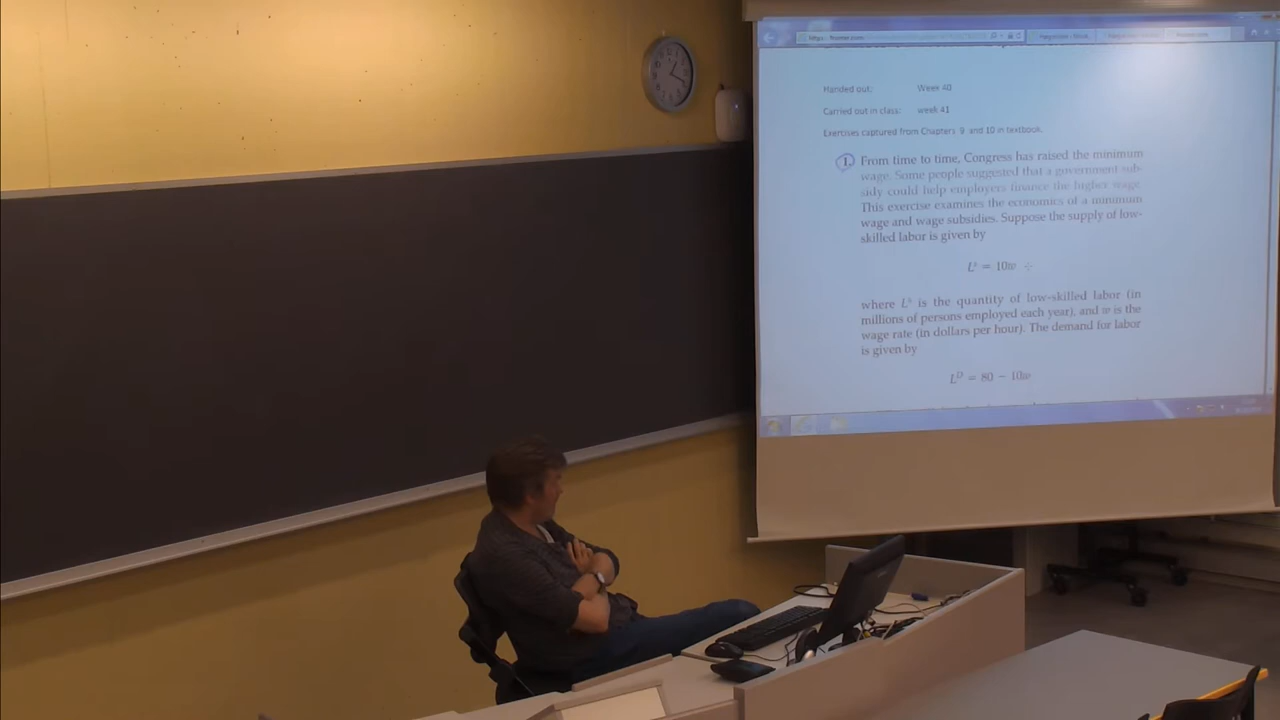 Handed out: Week 40
Carried out in class: week 41
Exercises captured from Chapters 9 and 10 in textbook.
1. From time to time, Congress has raised the minimum
wage. Some people suggested that a government sub-
sidy could help employers finance the higher wage.
This exercise examines the economics of a minimum
wage and wage subsidies. Suppose the supply of low-
skilled labor is given by
Lˢ = 10w
where Lˢ is the quantity of low-skilled labor (in
millions of persons employed each year), and w is the
wage rate (in dollars per hour). The demand for labor
is given by
Lᴰ = 80 − 10w